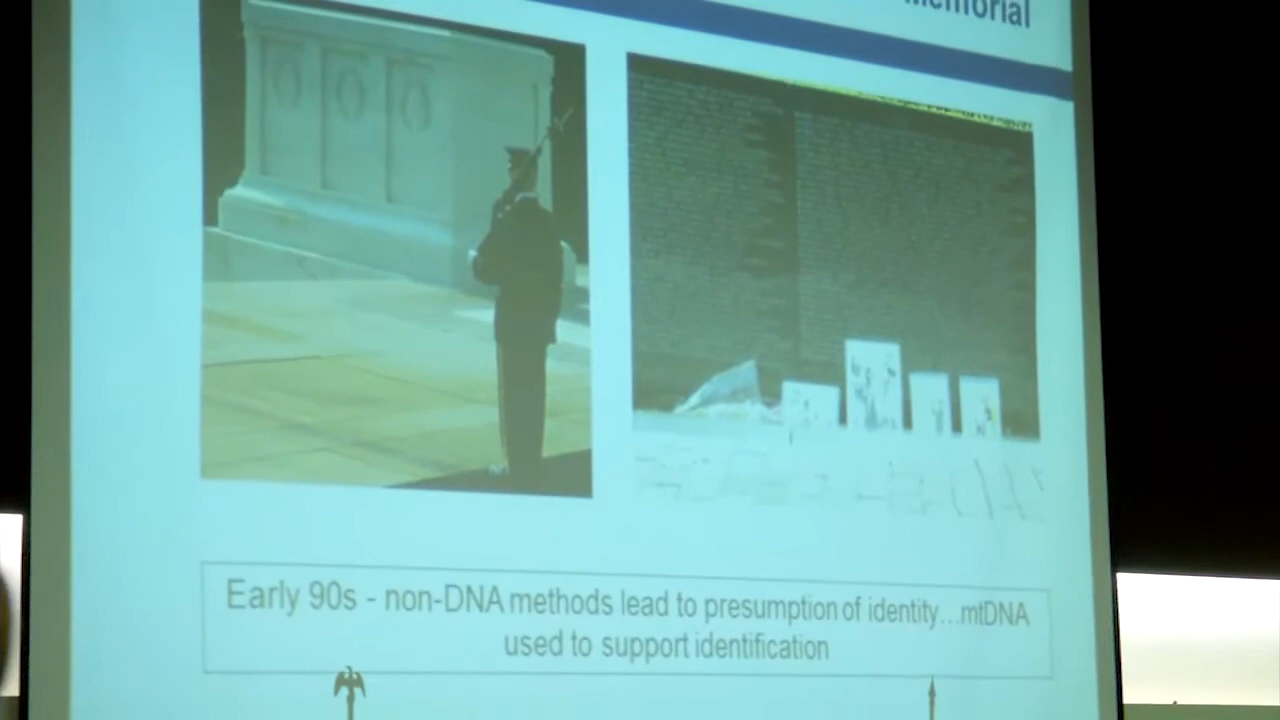 Memorial
Early 90s - non-DNA methods lead to presumption of identity...mtDNA
used to support identification